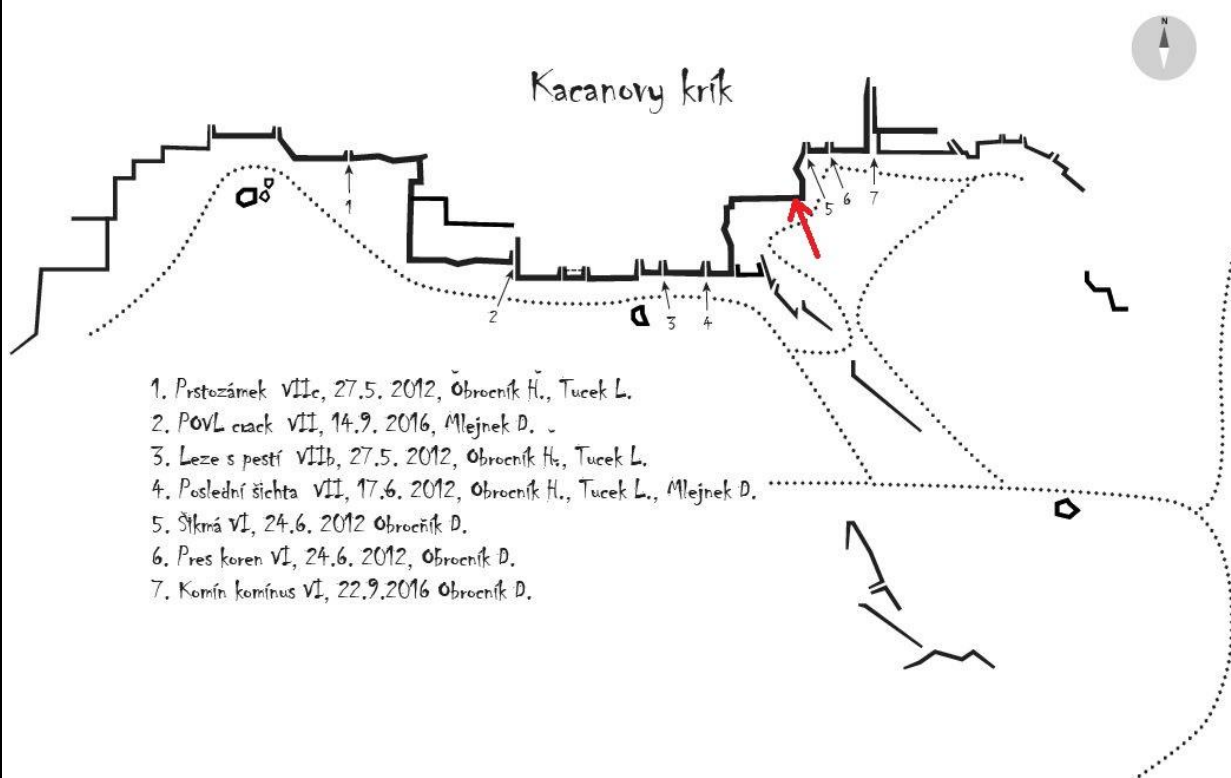 N
Kacanovy krík
1
2
3
4
5
6
7
1. Prstozámek VIIc, 27.5. 2012, Obrocník H., Tucek L.
2. POVL crack VII, 14.9. 2016, Mlejnek D.
3. Leze s pestí VIIb, 27.5. 2012, Obrocník H., Tucek L.
4. Poslední šichta VII, 17.6. 2012, Obrocník H., Tucek L., Mlejnek D.
5. Šikmá VI, 24.6. 2012 Obrocňík D.
6. Pres koren VI, 24.6. 2012, Obrocník D.
7. Komín komínus VI, 22.9.2016 Obrocník D.